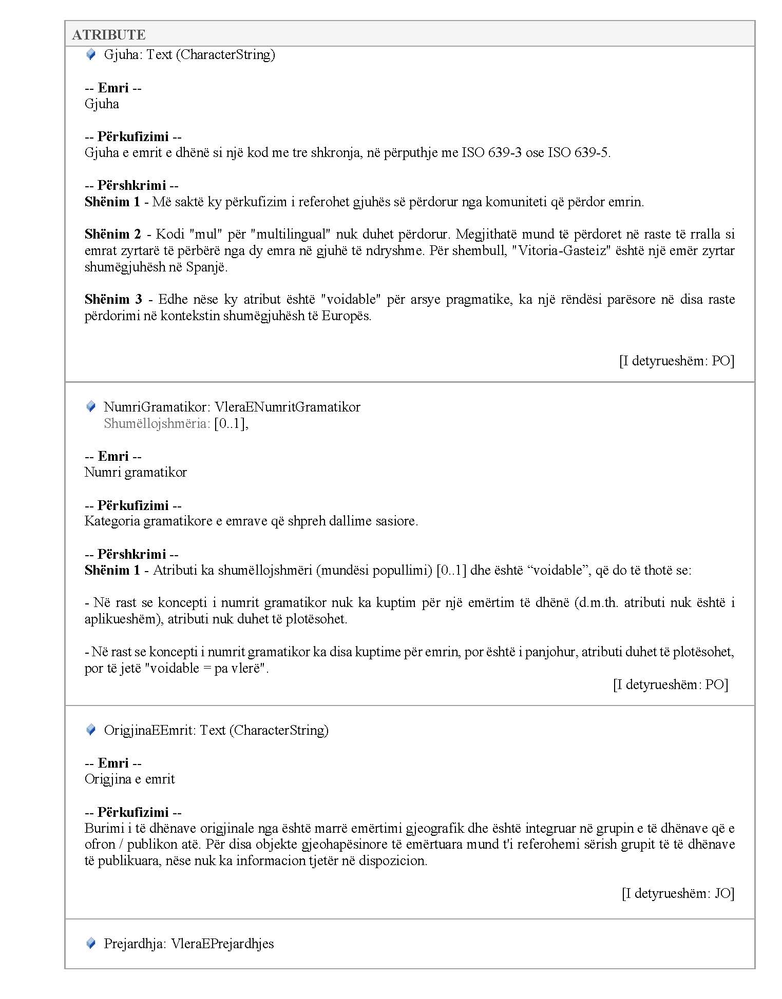 ATRIBUTE
Gjuha: Text (CharacterString)
-- Emri --
Gjuha
-- Përkufizimi --
Gjuha e emrit e dhënë si një kod me tre shkronja, në përputhje me ISO 639-3 ose ISO 639-5.
-- Përshkrimi --
Shënim 1 - Më saktë ky përkufizim i referohet gjuhës së përdorur nga komuniteti që përdor emrin.
Shënim 2 - Kodi "mul" për "multilingual" nuk duhet përdorur. Megjithatë mund të përdoret në raste të rralla si
emrat zyrtarë të përbërë nga dy emra në gjuhë të ndryshme. Për shembull, "Vitoria-Gasteiz" është një emër zyrtar
shumëgjuhësh në Spanjë.
Shënim 3 - Edhe nëse ky atribut është "voidable" për arsye pragmatike, ka një rëndësi parësore në disa raste
përdorimi në kontekstin shumëgjuhësh të Europës.
[I detyrueshëm: PO]
NumriGramatikor: VleraENumritGramatikor
Shumëllojshmëria: [0..1],
-- Emri --
Numri gramatikor
-- Përkufizimi --
Kategoria gramatikore e emrave që shpreh dallime sasiore.
-- Përshkrimi --
Shënim 1 - Atributi ka shumëllojshmëri (mundësi popullimi) [0..1] dhe është “voidable”, që do të thotë se:
- Në rast se koncepti i numrit gramatikor nuk ka kuptim për një emërtim të dhënë (d.m.th. atributi nuk është i
aplikueshëm), atributi nuk duhet të plotësohet.
- Në rast se koncepti i numrit gramatikor ka disa kuptime për emrin, por është i panjohur, atributi duhet të plotësohet,
por të jetë "voidable = pa vlerë".
[I detyrueshëm: PO]
OrigjinaEEmrit: Text (CharacterString)
-- Emri --
Origjina e emrit
-- Përkufizimi --
Burimi i të dhënave origjinale nga është marrë emërtimi gjeografik dhe është integruar në grupin e të dhënave që e
ofron / publikon atë. Për disa objekte gjeohapësinore të emërtuara mund t'i referohemi sërish grupit të të dhënave
të publikuara, nëse nuk ka informacion tjetër në dispozicion.
[I detyrueshëm: JO]
Prejardhja: VleraEPrejardhjes